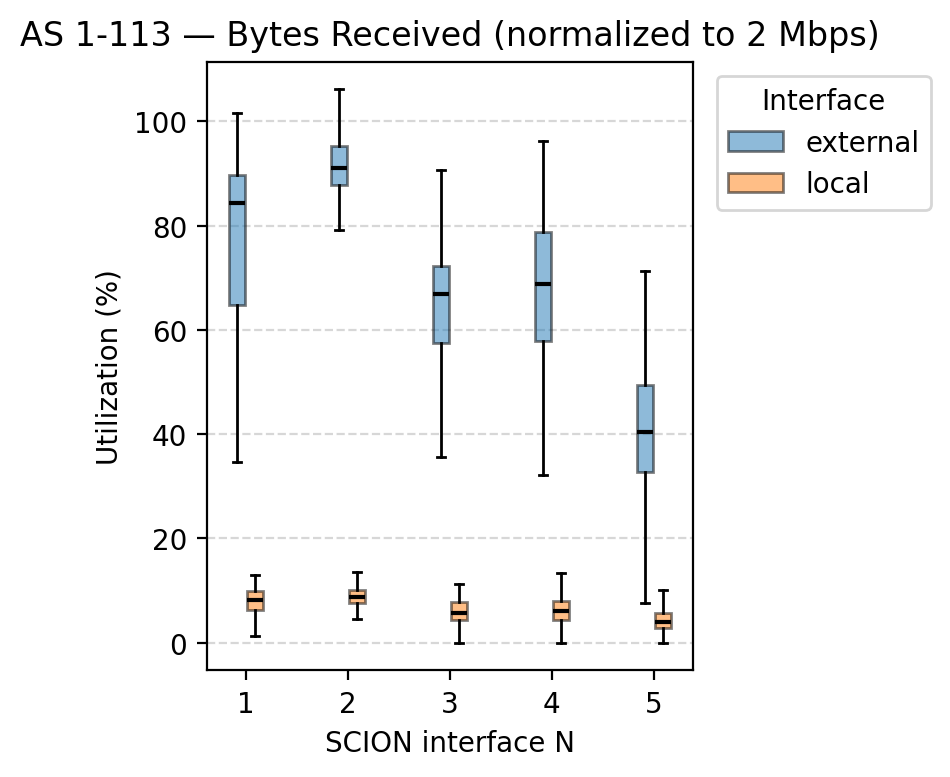 AS 1-113 — Bytes Received (normalized to 2 Mbps)
Interface
external
local
Utilization (%)
100
80
60
40
20
0
1 2 3 4 5
SCION interface N